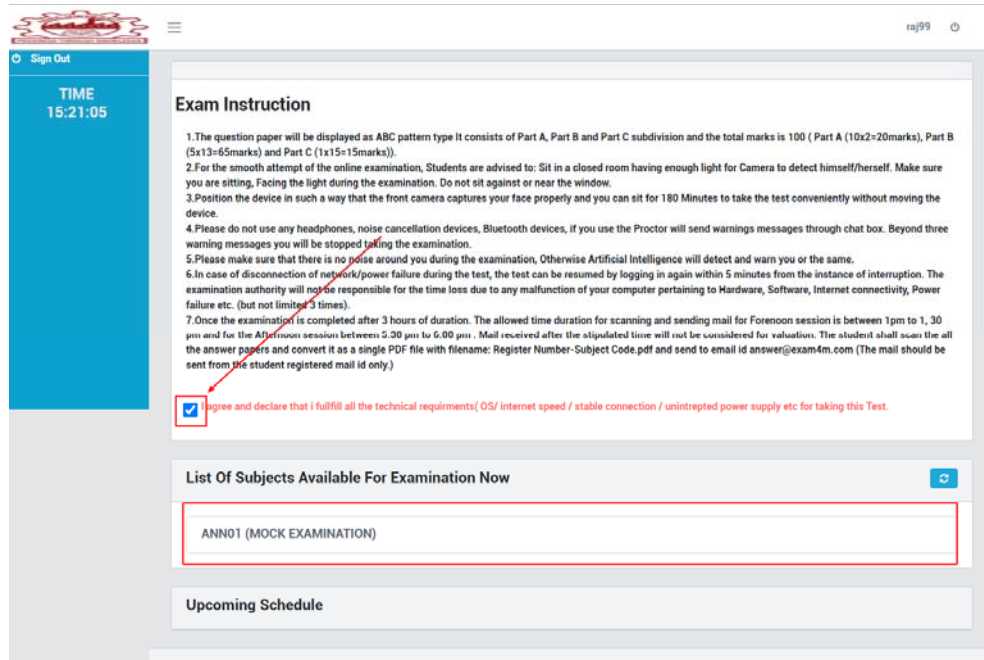 raj99
Sign Out
TIME
15:21:05
Exam Instruction
1.The question paper will be displayed as ABC pattern type It consists of Part A, Part B and Part C subdivision and the total marks is 100 ( Part A (10x2=20marks), Part B
(5x13=65marks) and Part C (1x15=15marks)).
2.For the smooth attempt of the online examination, Students are advised to: Sit in a closed room having enough light for Camera to detect himself/herself. Make sure
you are sitting, Facing the light during the examination. Do not sit against or near the window.
3.Position the device in such a way that the front camera captures your face properly and you can sit for 180 Minutes to take the test conveniently without moving the
device.
4.Please do not use any headphones, noise cancellation devices, Bluetooth devices, if you use the Proctor will send warnings messages through chat box. Beyond three
warning messages you will be stopped taking the examination.
5.Please make sure that there is no noise around you during the examination, Otherwise Artificial Intelligence will detect and warn you or the same.
6.In case of disconnection of network/power failure during the test, the test can be resumed by logging in again within 5 minutes from the instance of interruption. The
examination authority will not be responsible for the time loss due to any malfunction of your computer pertaining to Hardware, Software, Internet connectivity, Power
failure etc. (but not limited 3 times).
7.Once the examination is completed after 3 hours of duration. The allowed time duration for scanning and sending mail for Forenoon session is between 1pm to 1, 30
pm and for the Afternoon session between 5.30 pm to 6.00 pm . Mail received after the stipulated time will not be considered for valuation. The student shall scan the all
the answer papers and convert it as a single PDF file with filename: Register Number-Subject Code.pdf and send to email id answer@exam4m.com (The mail should be
sent from the student registered mail id only.)
I agree and declare that i fullfill all the technical requirments( OS/ internet speed / stable connection / unintrepted power supply etc for taking this Test.
List Of Subjects Available For Examination Now
ANN01 (MOCK EXAMINATION)
Upcoming Schedule